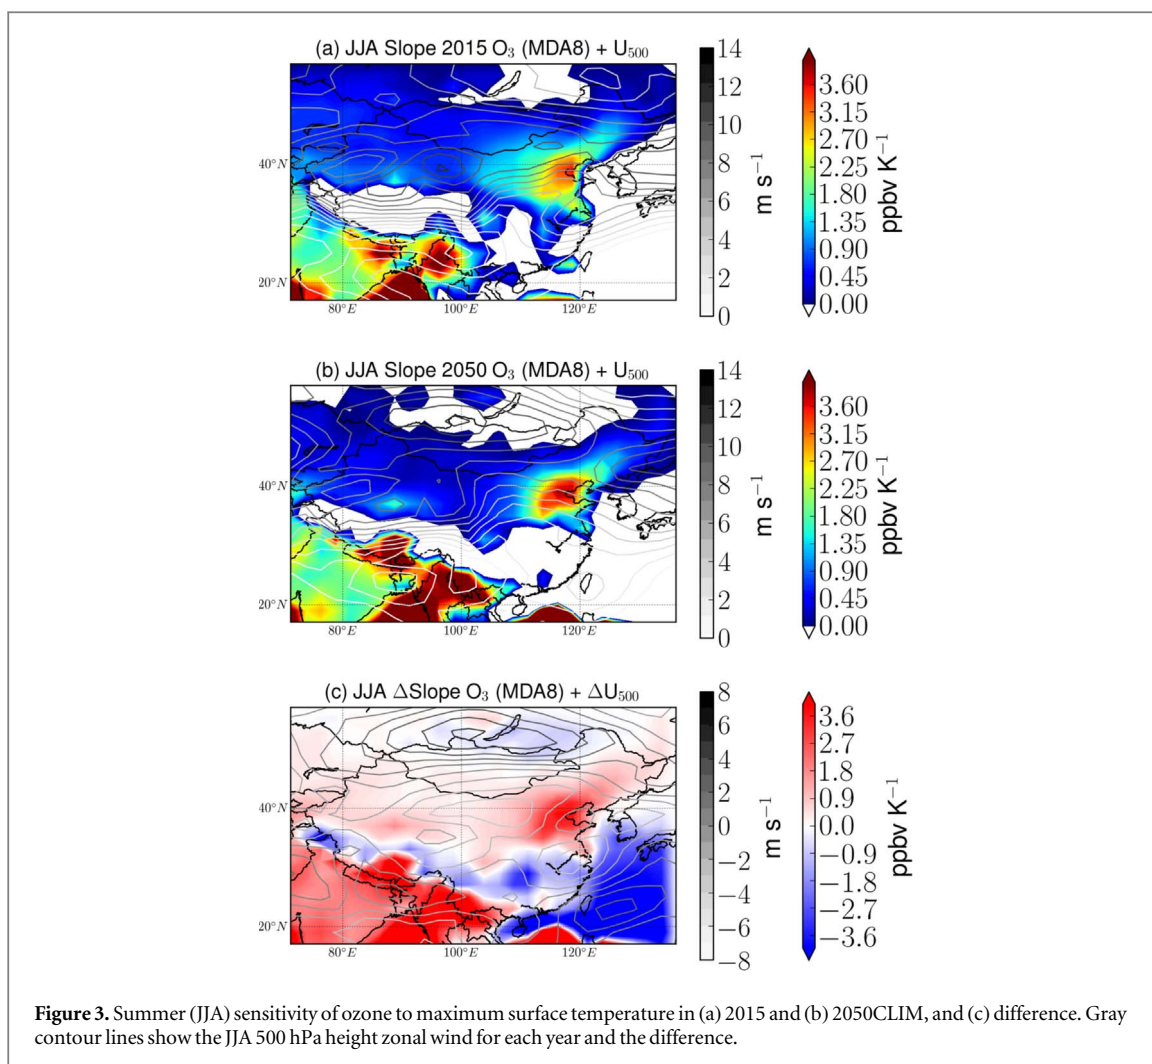 (a) JJA Slope 2015 O₃ (MDA8) + U₅₀₀
40°N
20°N
80°E 100°E 120°E
14
12
10
8
6
4
2
0
m s⁻¹
3.60
3.15
2.70
2.25
1.80
1.35
0.90
0.45
0.00
ppbv K⁻¹
(b) JJA Slope 2050 O₃ (MDA8) + U₅₀₀
40°N
20°N
80°E 100°E 120°E
14
12
10
8
6
4
2
0
m s⁻¹
3.60
3.15
2.70
2.25
1.80
1.35
0.90
0.45
0.00
ppbv K⁻¹
(c) JJA ΔSlope O₃ (MDA8) + ΔU₅₀₀
40°N
20°N
80°E 100°E 120°E
8
6
4
2
0
−2
−4
−6
−8
m s⁻¹
3.6
2.7
1.8
0.9
0.0
−0.9
−1.8
−2.7
−3.6
ppbv K⁻¹
Figure 3. Summer (JJA) sensitivity of ozone to maximum surface temperature in (a) 2015 and (b) 2050CLIM, and (c) difference. Gray
contour lines show the JJA 500 hPa height zonal wind for each year and the difference.